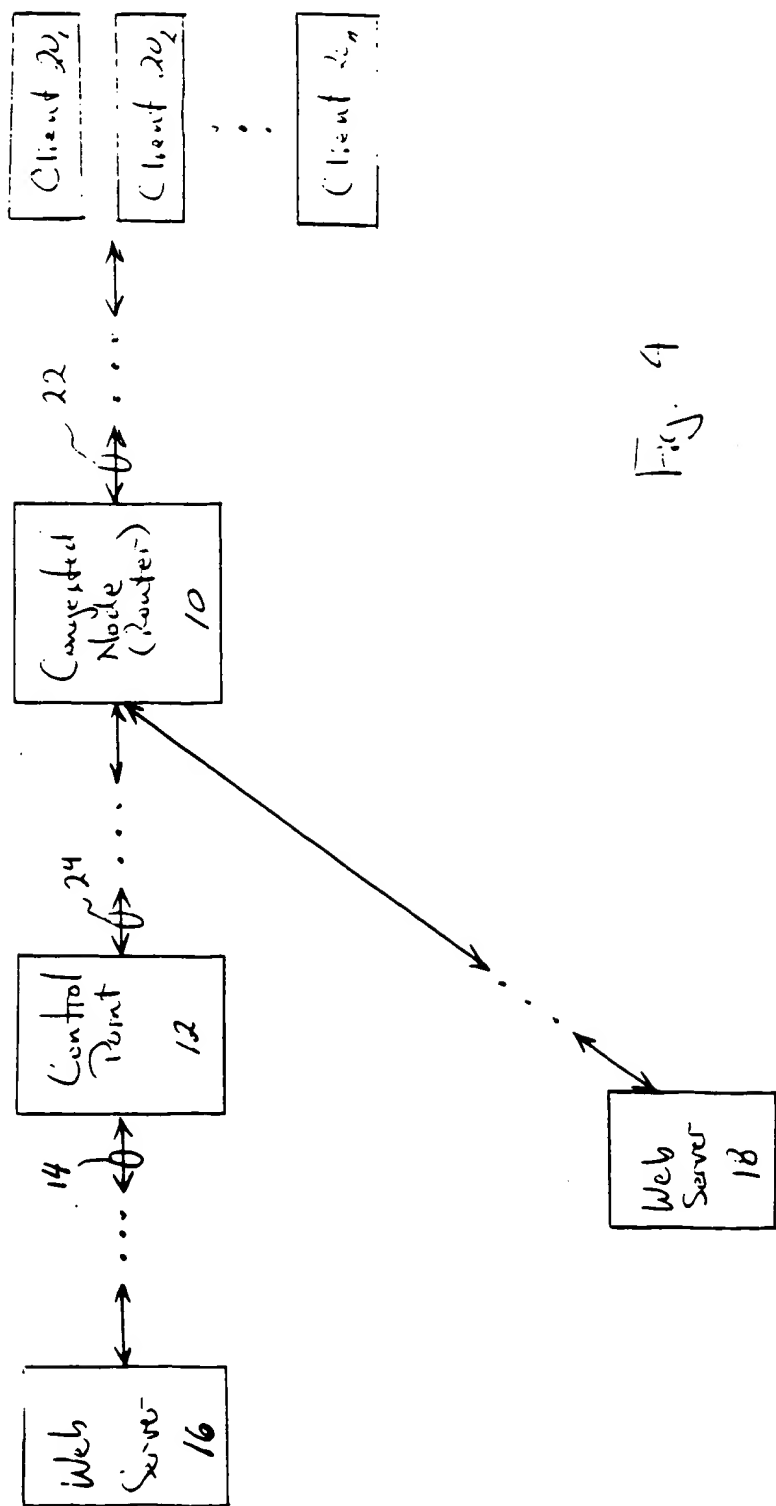 Web
Server
16
14
Control
Point
12
24
Congested
Node
(Router)
10
22
Client 20₁
Client 20₂
Client
Web
Server
18
Fig. 4